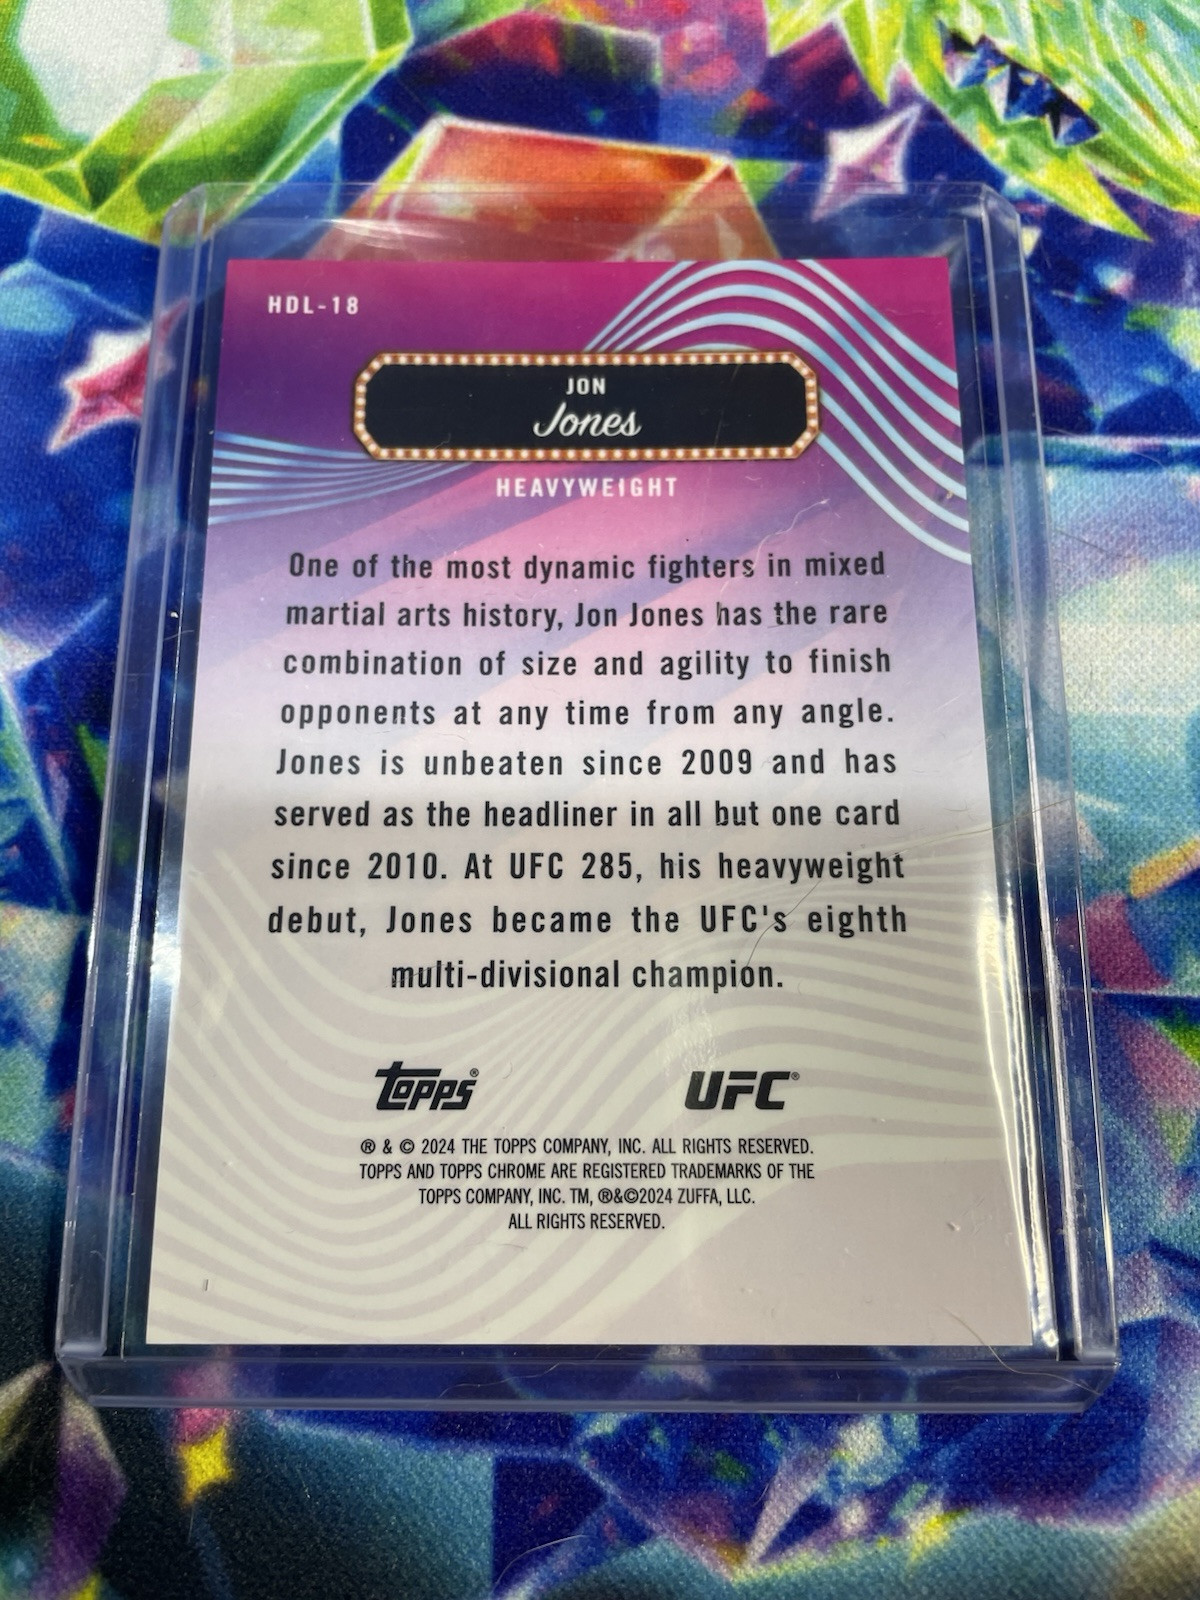 HDL-18
JON
Jones
HEAVYWEIGHT
One of the most dynamic fighters in mixed
martial arts history, Jon Jones has the rare
combination of size and agility to finish
opponents at any time from any angle.
Jones is unbeaten since 2009 and has
served as the headliner in all but one card
since 2010. At UFC 285, his heavyweight
debut, Jones became the UFC's eighth
multi-divisional champion.
Topps® UFC®
® & © 2024 THE TOPPS COMPANY, INC. ALL RIGHTS RESERVED.
TOPPS AND TOPPS CHROME ARE REGISTERED TRADEMARKS OF THE
TOPPS COMPANY, INC. TM, ®&©2024 ZUFFA, LLC.
ALL RIGHTS RESERVED.